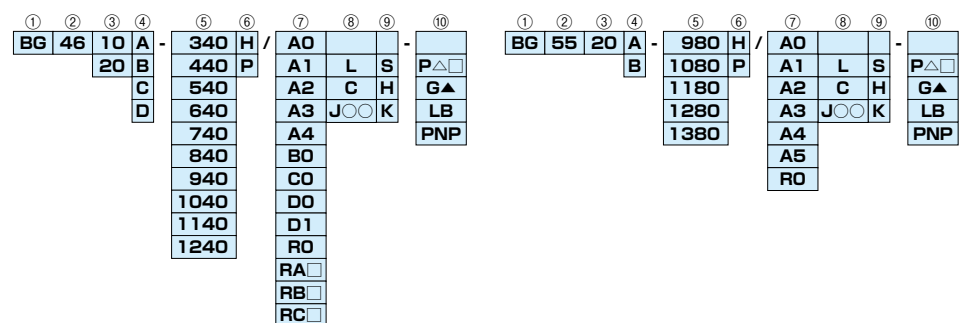 ① ② ③ ④ ⑤ ⑥ ⑦ ⑧ ⑨ ⑩
BG 46 10 A - 340 H / A0 -
20 B 440 P A1 L S P△□
C 540 A2 C H G▲
D 640 A3 J○○ K LB
740 A4 PNP
840 B0
940 C0
1040 D0
1140 D1
1240 R0
RA□
RB□
RC□
① ② ③ ④ ⑤ ⑥ ⑦ ⑧ ⑨ ⑩
BG 55 20 A - 980 H / A0 -
B 1080 P A1 L S P△□
1180 A2 C H G▲
1280 A3 J○○ K LB
1380 A4 PNP
A5
R0